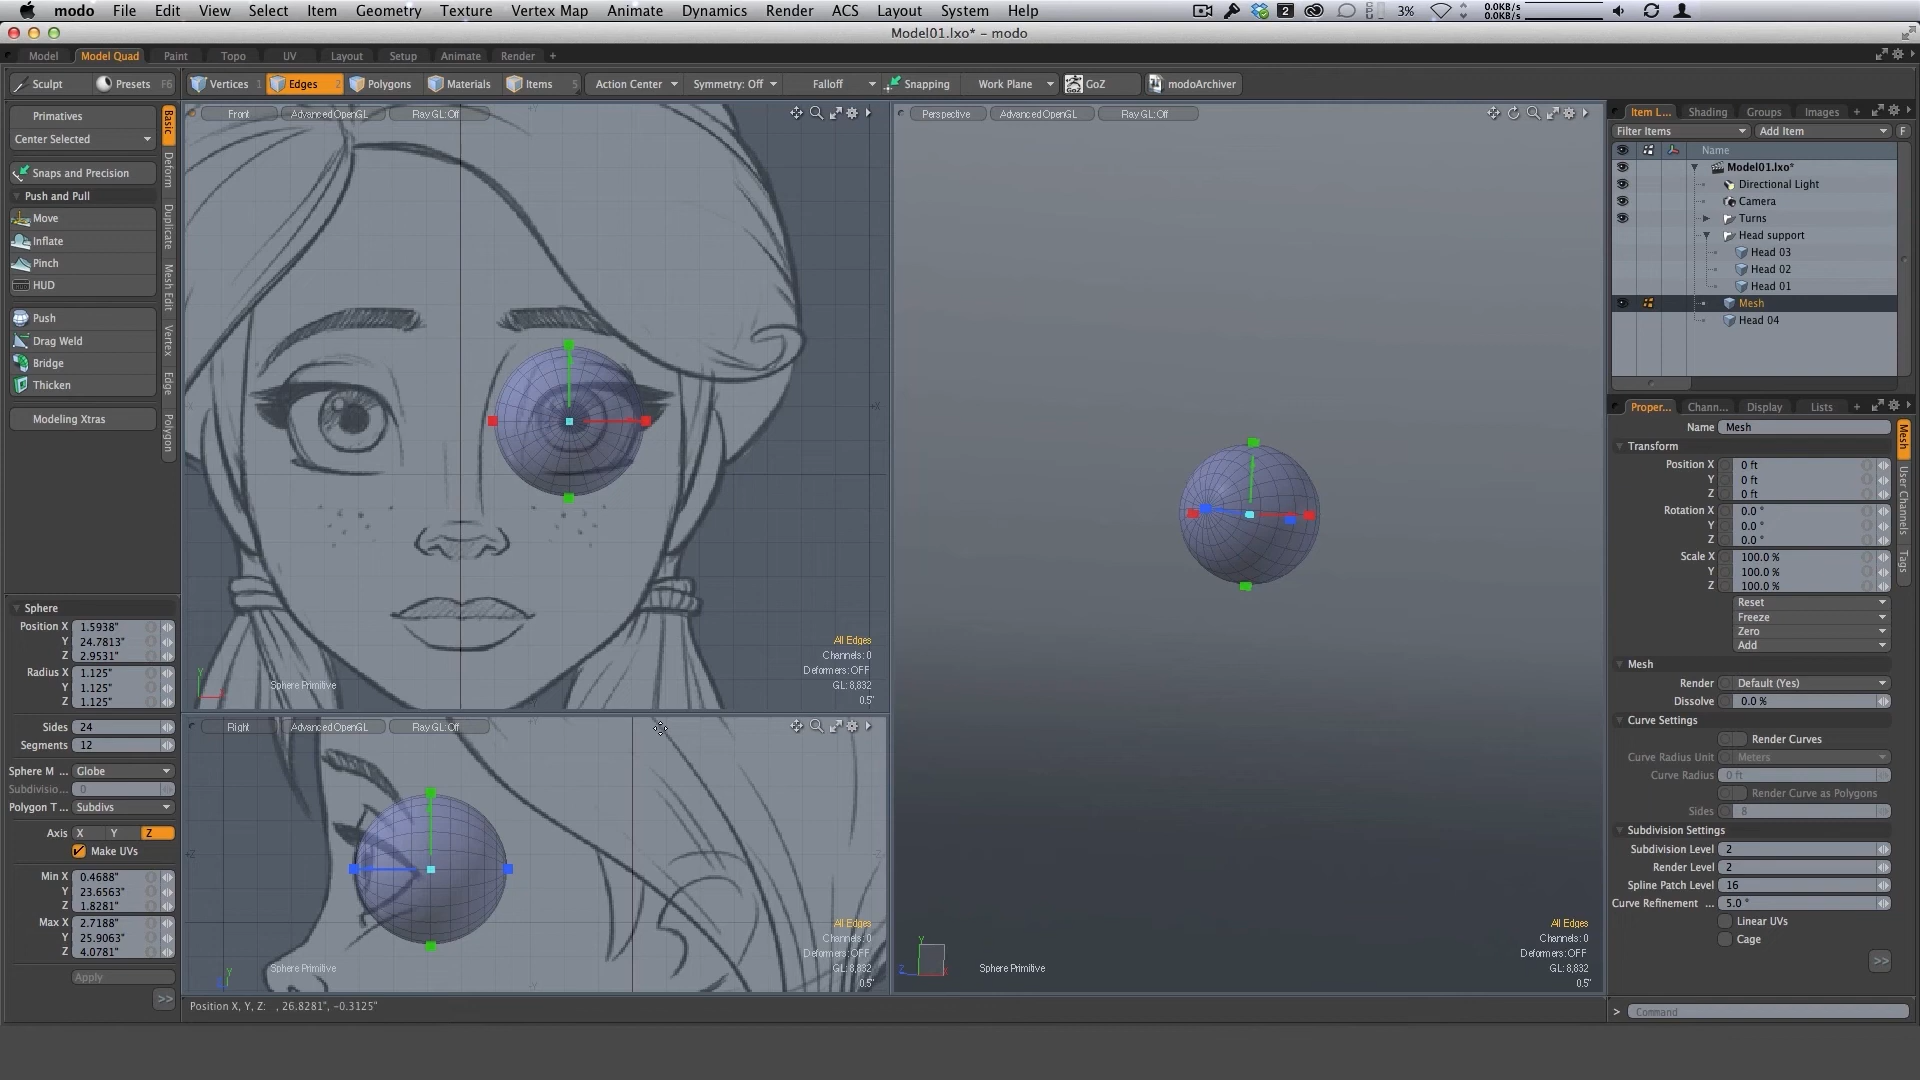 modo File Edit View Select Item Geometry Texture Vertex Map Animate Dynamics Render ACS Layout System Help 2 3% 0.0KB/s 0.0KB/s
Model01.lxo* – modo
Model Model Quad Paint Topo UV Layout Setup Animate Render +
Sculpt Presets F6 Vertices 1 Edges 2 Polygons Materials Items 5 Action Center Symmetry: Off Falloff Snapping Work Plane GoZ modoArchiver
Primatives
Center Selected
Snaps and Precision
Push and Pull
Move
Inflate
Pinch
HUD
Push
Drag Weld
Bridge
Thicken
Modeling Xtras
Basic
Deform
Duplicate
Mesh Edit
Vertex
Edge
Polygon
Sphere
Position X 1.5938"
Y 24.7813"
Z 2.9531"
Radius X 1.125"
Y 1.125"
Z 1.125"
Sides 24
Segments 12
Sphere M ... Globe
Subdivisio... 0
Polygon T ... Subdivs
Axis X Y Z
Make UVs
Min X 0.4688"
Y 23.6563"
Z 1.8281"
Max X 2.7188"
Y 25.9063"
Z 4.0781"
Apply
>>
Front Advanced OpenGL Ray GL: Off
All Edges
Channels: 0
Deformers: OFF
GL: 8,832
0.5"
Sphere Primitive
Right Advanced OpenGL Ray GL: Off
All Edges
Channels: 0
Deformers: OFF
GL: 8,832
0.5"
Sphere Primitive
Position X, Y, Z: , 26.8281", -0.3125"
Perspective Advanced OpenGL Ray GL: Off
All Edges
Channels: 0
Deformers: OFF
GL: 8,832
0.5"
Sphere Primitive
Item L... Shading Groups Images +
Filter Items Add Item F
Name
Model01.lxo*
Directional Light
Camera
Turns
Head support
Head 03
Head 02
Head 01
Mesh
Head 04
Proper... Chann... Display Lists +
Name Mesh
Transform
Position X 0 ft
Y 0 ft
Z 0 ft
Rotation X 0.0 °
Y 0.0 °
Z 0.0 °
Scale X 100.0 %
Y 100.0 %
Z 100.0 %
Reset
Freeze
Zero
Add
Mesh
Render Default (Yes)
Dissolve 0.0 %
Curve Settings
Render Curves
Curve Radius Unit Meters
Curve Radius 0 ft
Render Curve as Polygons
Sides 8
Subdivision Settings
Subdivision Level 2
Render Level 2
Spline Patch Level 16
Curve Refinement ... 5.0 °
Linear UVs
Cage
>>
Mesh
User Channels
Tags
> Command